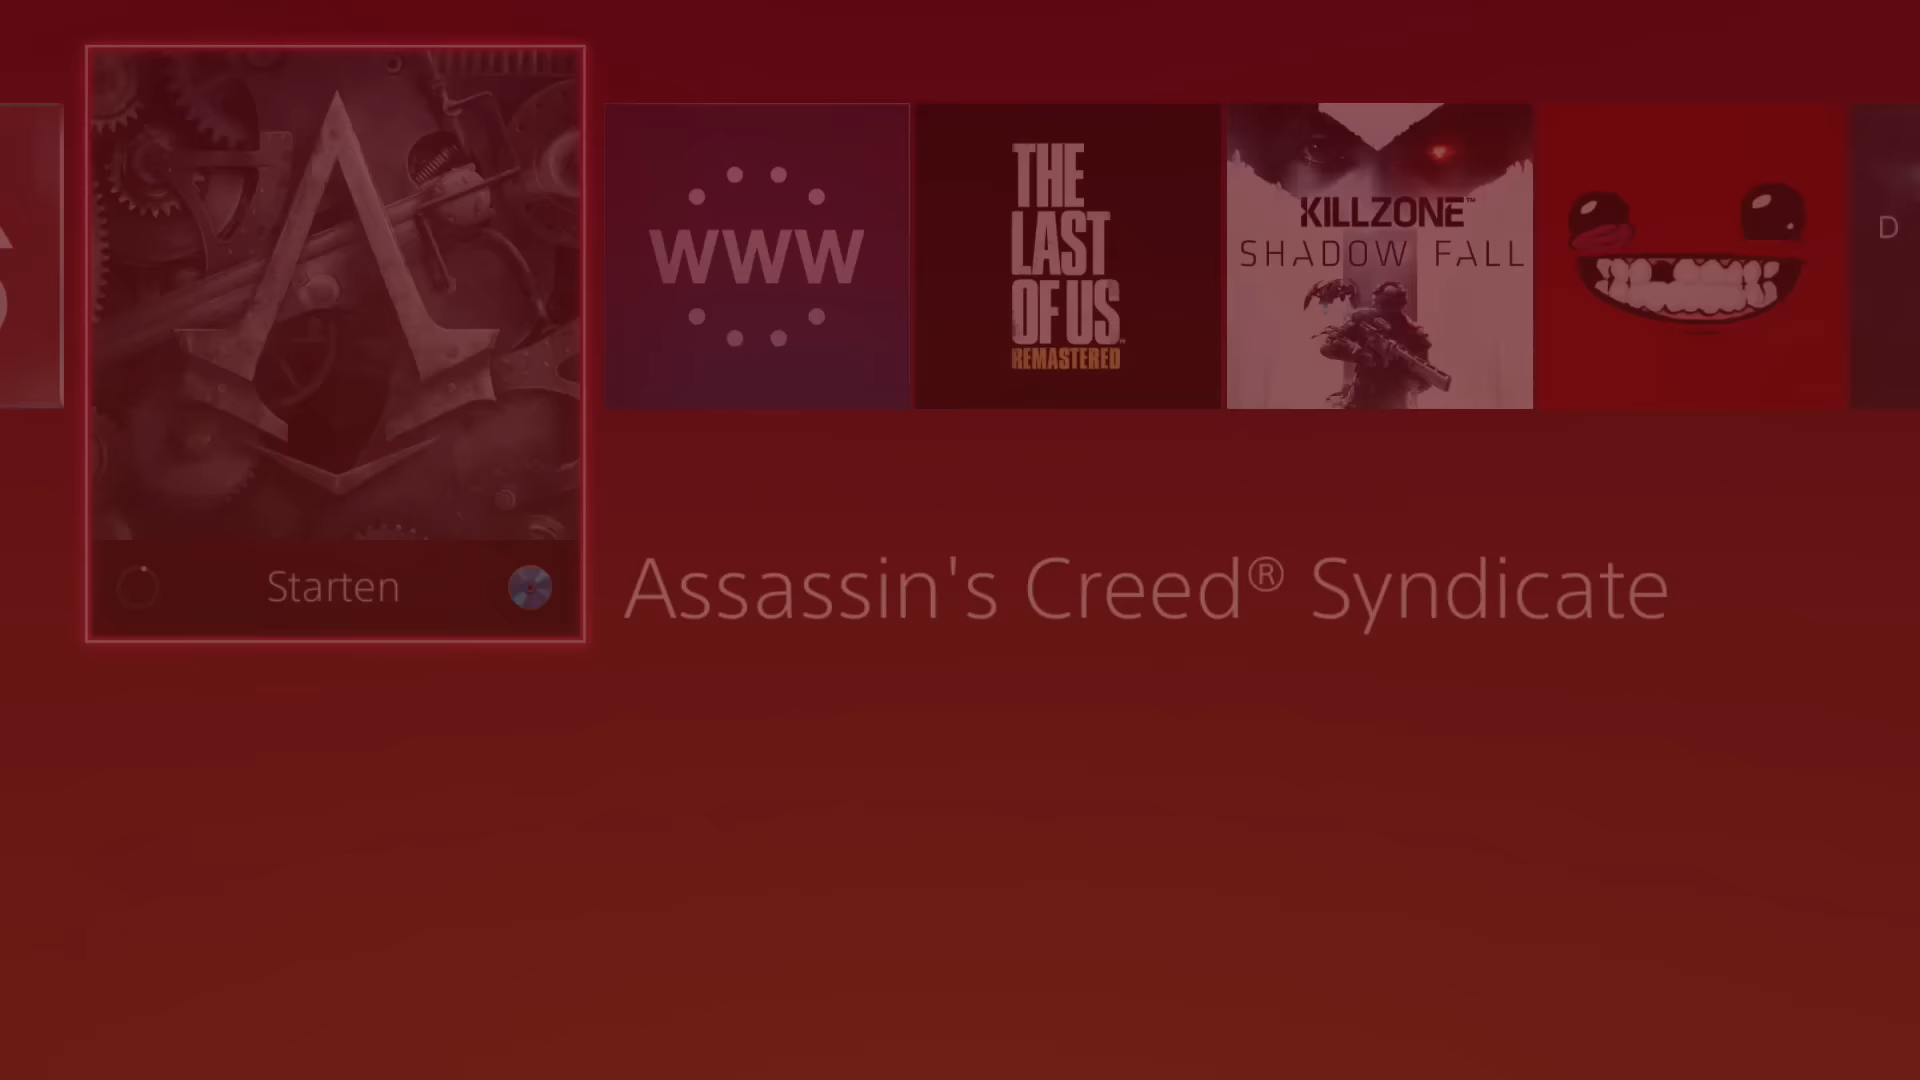 www
THE
LAST
OF US
REMASTERED
KILLZONE™
SHADOW FALL
D
Starten
Assassin's Creed® Syndicate